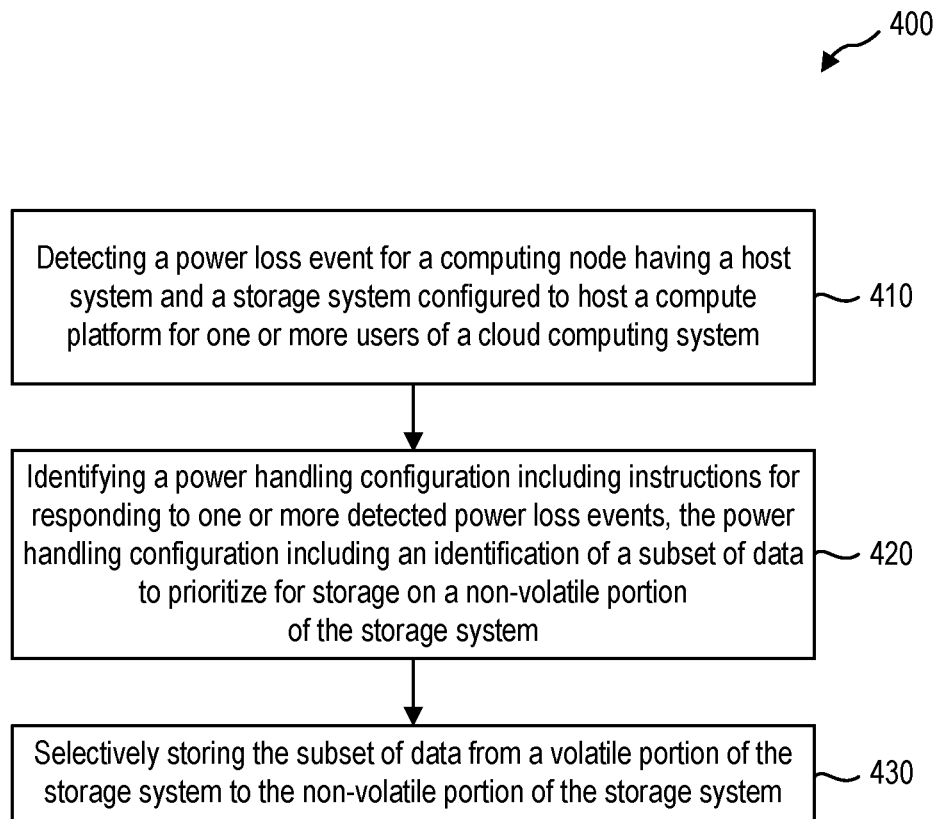 400
Detecting a power loss event for a computing node having a host
system and a storage system configured to host a compute
platform for one or more users of a cloud computing system
410
Identifying a power handling configuration including instructions for
responding to one or more detected power loss events, the power
handling configuration including an identification of a subset of data
to prioritize for storage on a non-volatile portion
of the storage system
420
Selectively storing the subset of data from a volatile portion of the
storage system to the non-volatile portion of the storage system
430